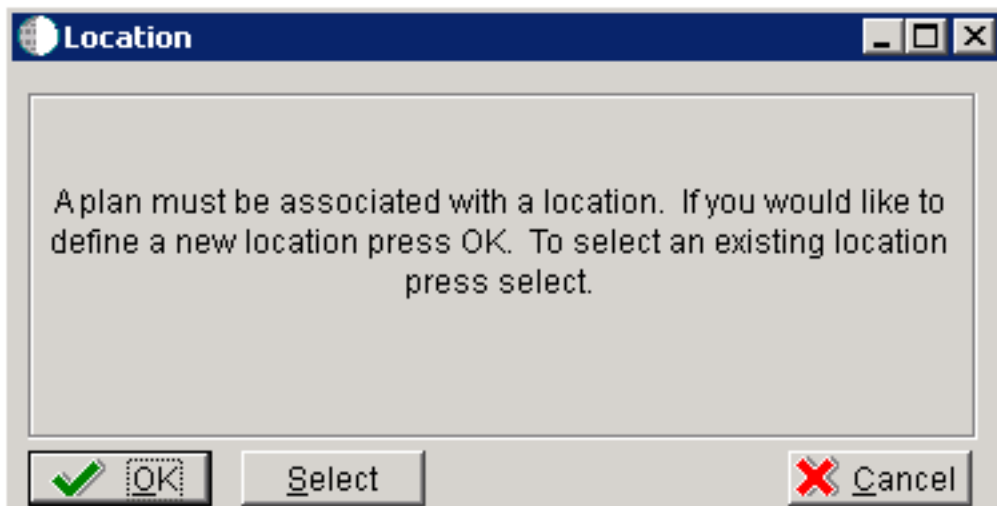 Location
A plan must be associated with a location.  If you would like to
define a new location press OK.  To select an existing location
press select.
OK Select Cancel